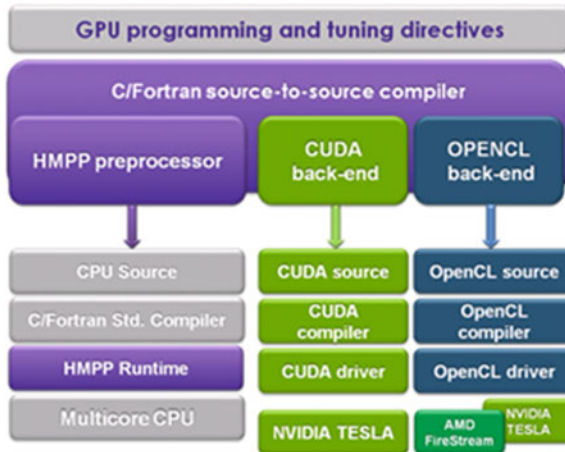 GPU programming and tuning directives
C/Fortran source-to-source compiler
HMPP preprocessor
CUDA
back-end
OPENCL
back-end
CPU Source
CUDA source
OpenCL source
C/Fortran Std. Compiler
CUDA
compiler
OpenCL
compiler
HMPP Runtime
CUDA driver
OpenCL driver
Multicore CPU
NVIDIA TESLA
AMD
FireStream
NVIDIA
TESLA